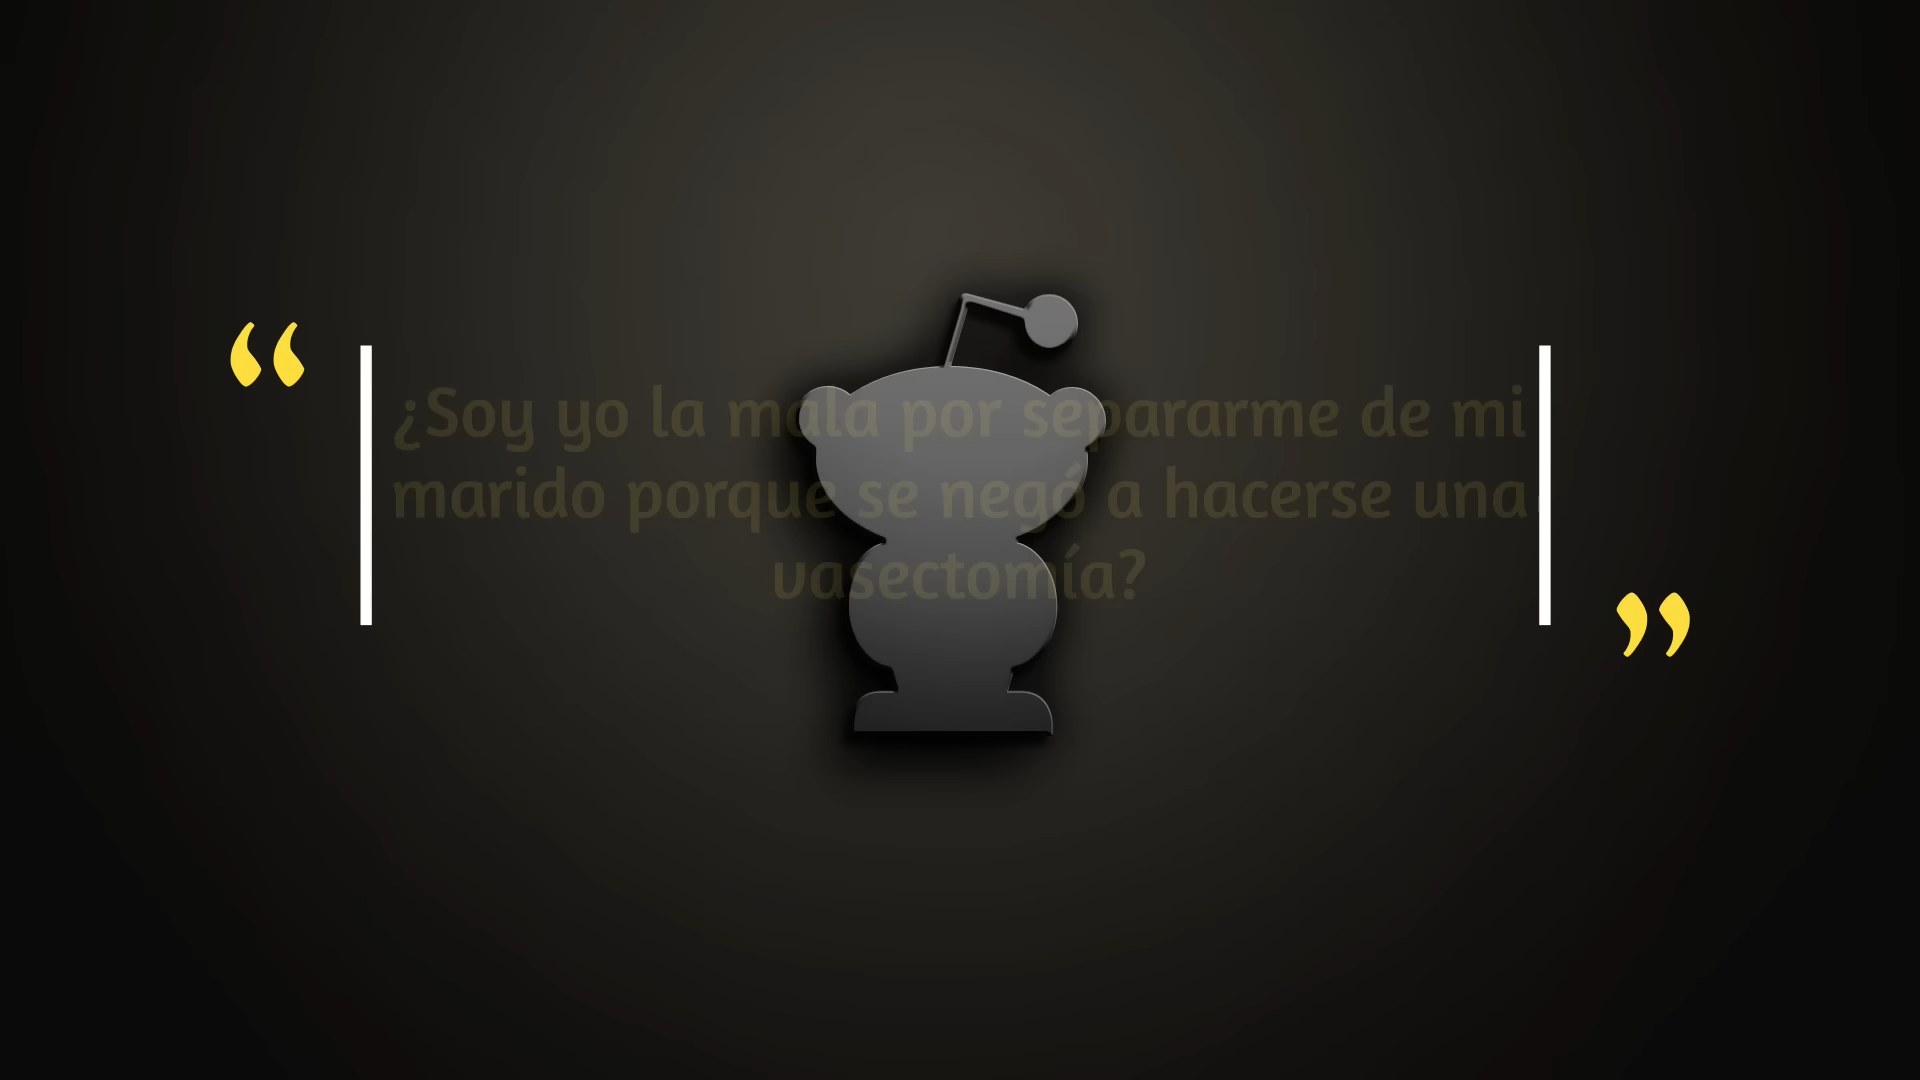 “
¿Soy yo la mala por separarme de mi
marido porque se negó a hacerse una
vasectomía?
”